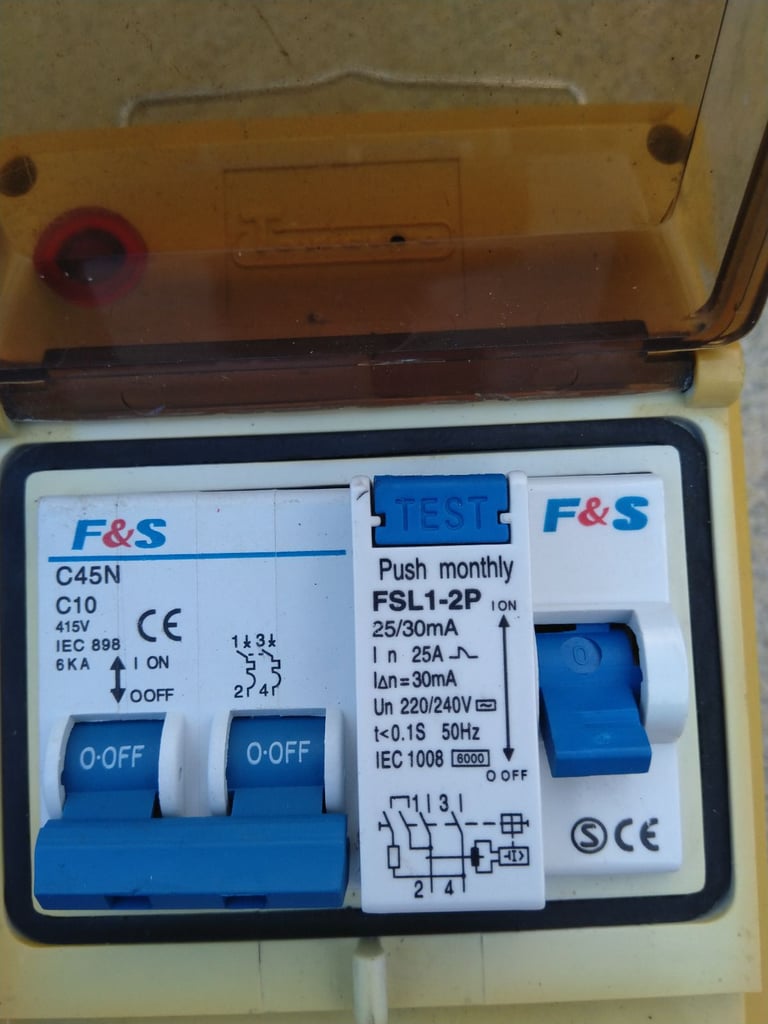 F&S
C45N
C10
415V
IEC 898
6KA
I ON
O OFF
CE
1 3
2 4
O·OFF
O·OFF
TEST
Push monthly
FSL1-2P
25/30mA
I n 25A
I∆n=30mA
Un 220/240V
t<0.1S 50Hz
IEC 1008 6000
I ON
O OFF
1 3
2 4
F&S
O
S CE